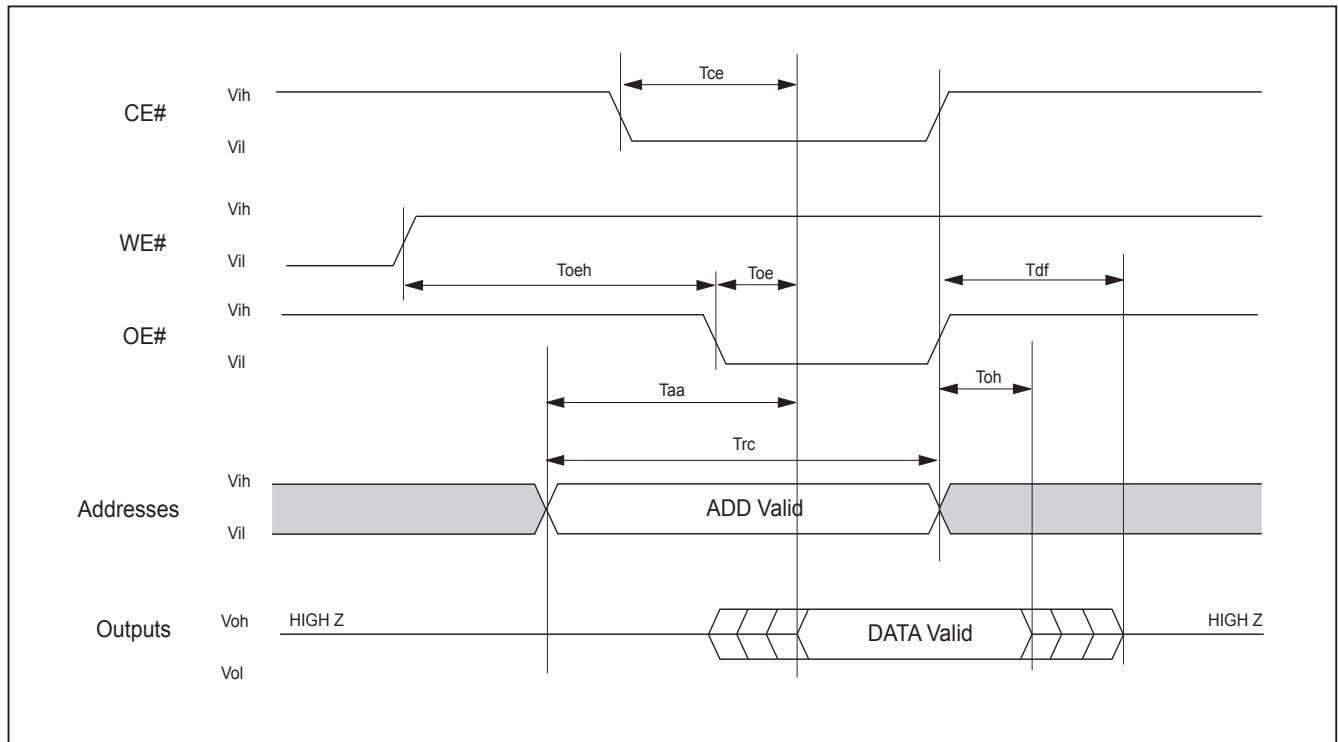 Tce
Vih
CE#
Vil
Vih
WE#
Vil
Toeh
Toe
Tdf
Vih
OE#
Vil
Toh
Taa
Trc
Vih
Addresses
ADD Valid
Vil
Voh
HIGH Z
HIGH Z
Outputs
DATA Valid
Vol